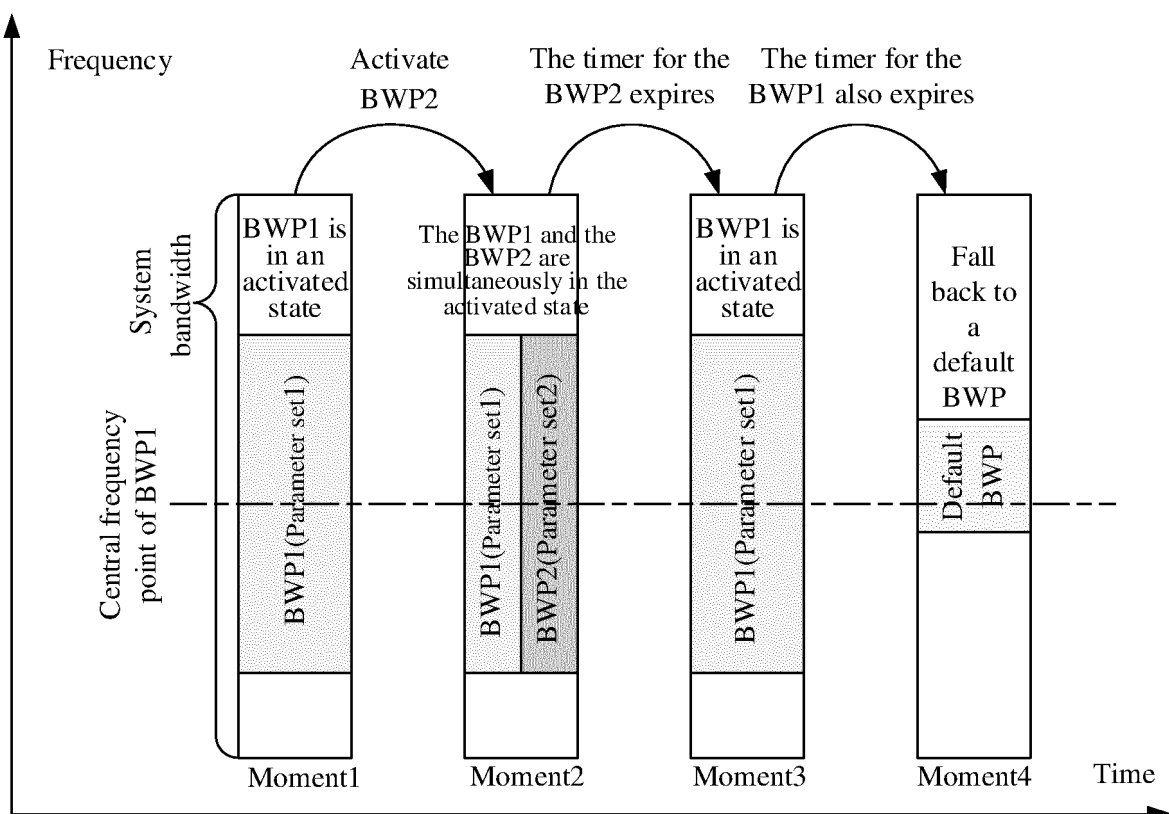 Frequency
Activate
BWP2
The timer for the
BWP2 expires
The timer for the
BWP1 also expires
System
bandwidth
Central frequency
point of BWP1
BWP1 is
in an
activated
state
BWP1(Parameter set1)
Moment1
The BWP1 and the
BWP2 are
simultaneously in the
activated state
BWP1(Parameter set1)
BWP2(Parameter set2)
Moment2
BWP1 is
in an
activated
state
BWP1(Parameter set1)
Moment3
Fall
back to
a
default
BWP
Default
BWP
Moment4
Time